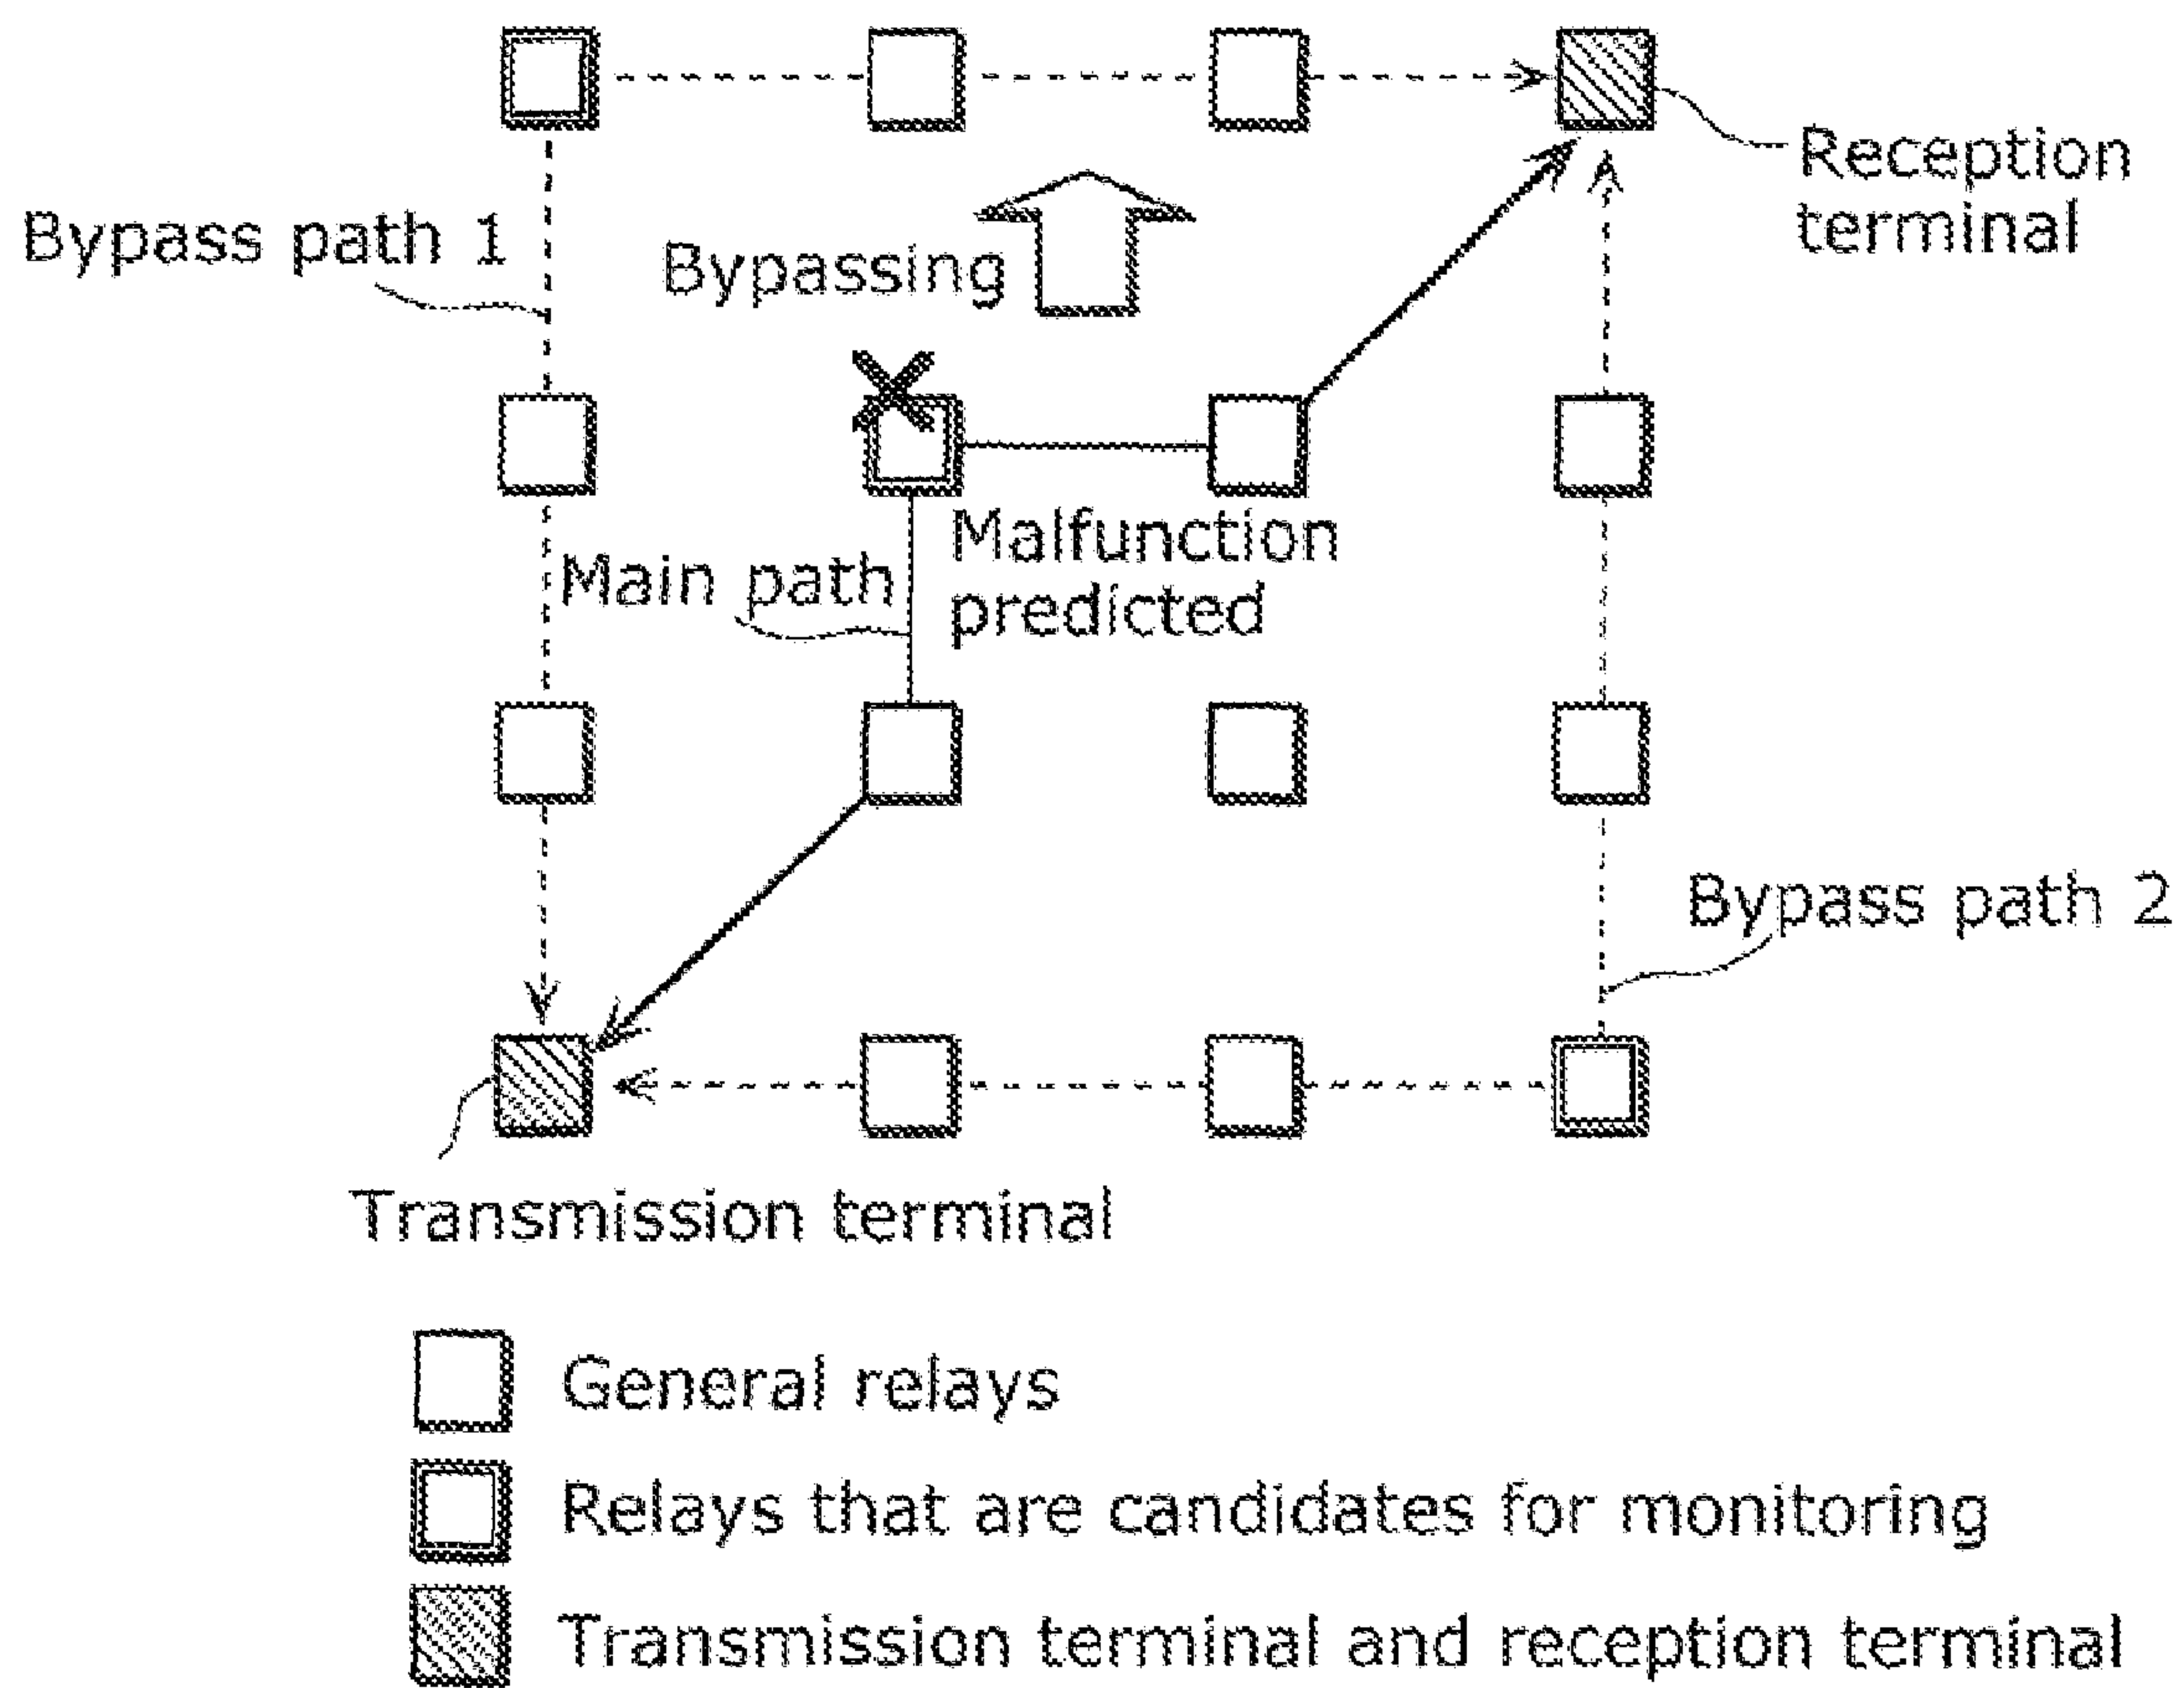 Reception
terminal
Bypass path 1
Bypassing
Malfunction
predicted
Main path
Bypass path 2
Transmission terminal
General relays
Relays that are candidates for monitoring
Transmission terminal and reception terminal